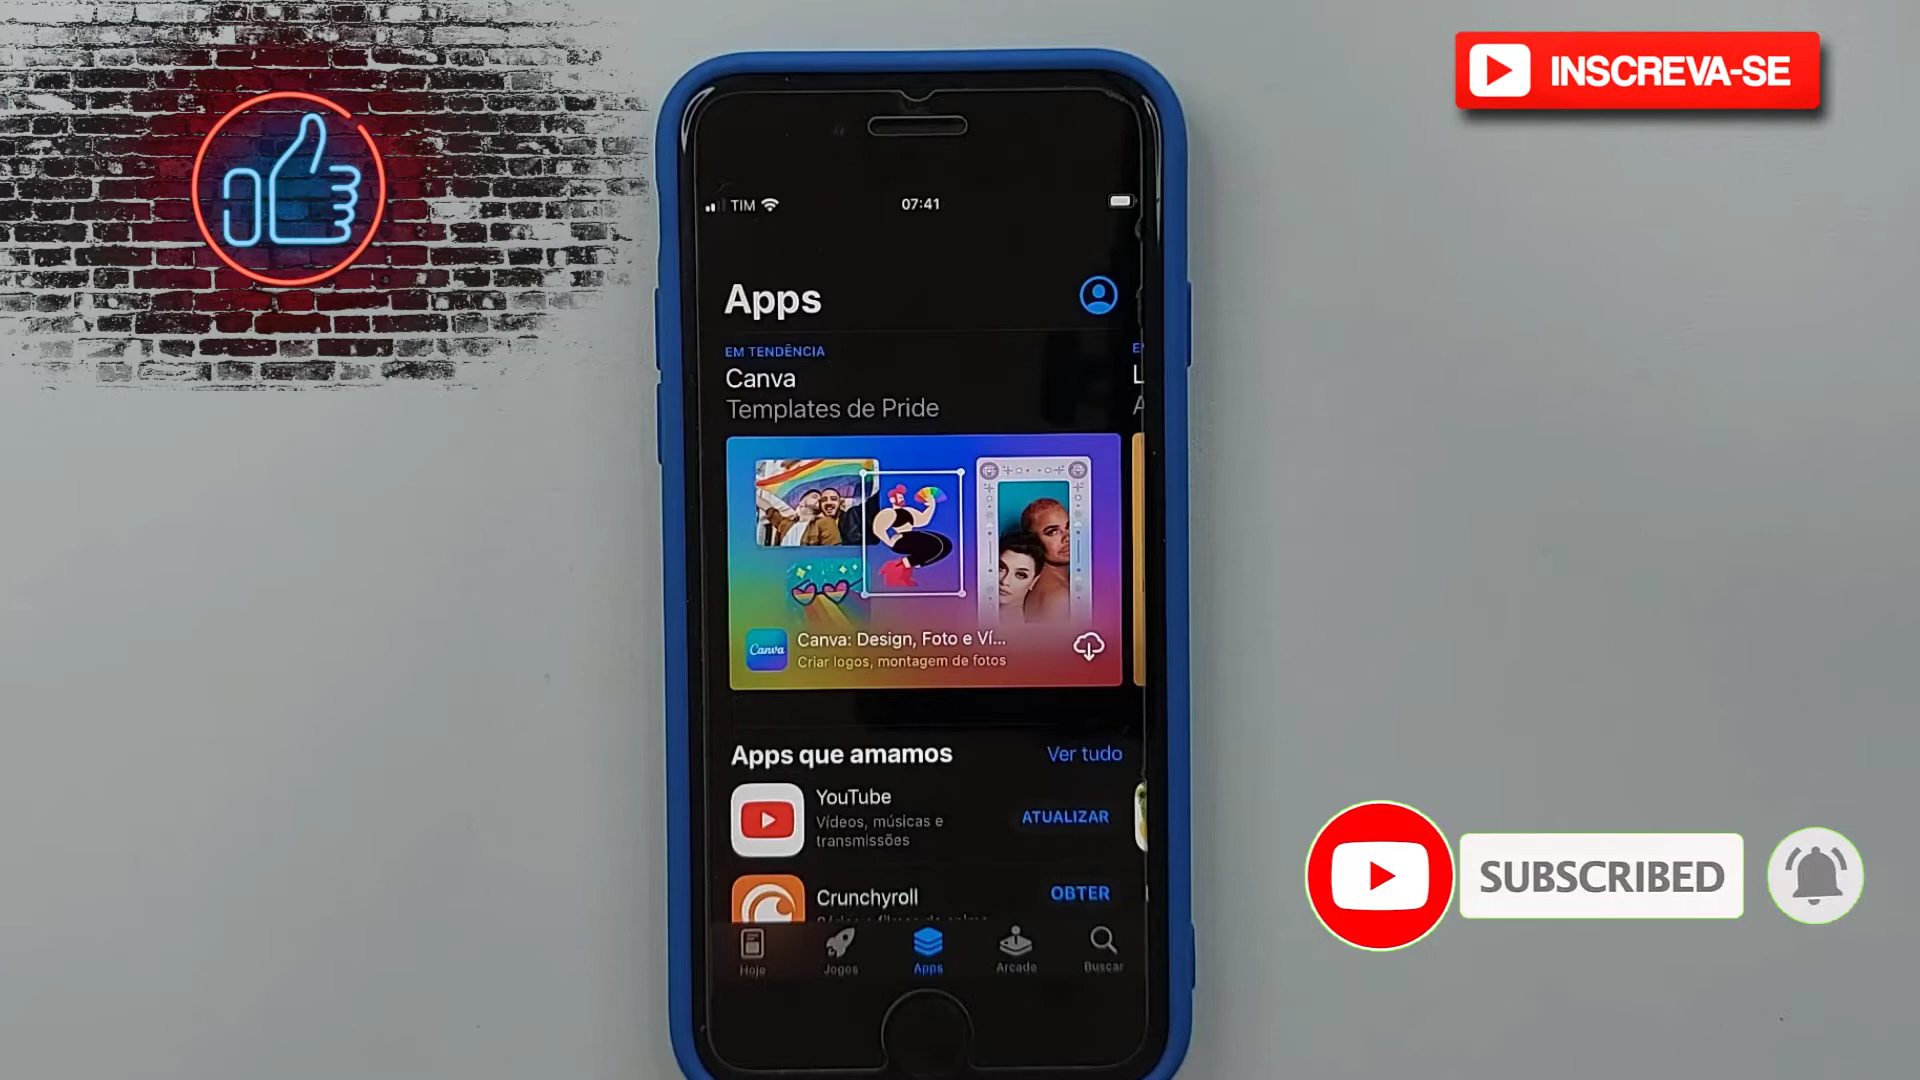 INSCREVA-SE
TIM
07:41
Apps
EM TENDÊNCIA
Canva
Templates de Pride
Canva
Canva: Design, Foto e Ví...
Criar logos, montagem de fotos
Apps que amamos
Ver tudo
YouTube
Vídeos, músicas e
transmissões
ATUALIZAR
Crunchyroll
OBTER
SUBSCRIBED
Hoje
Jogos
Apps
Arcade
Buscar